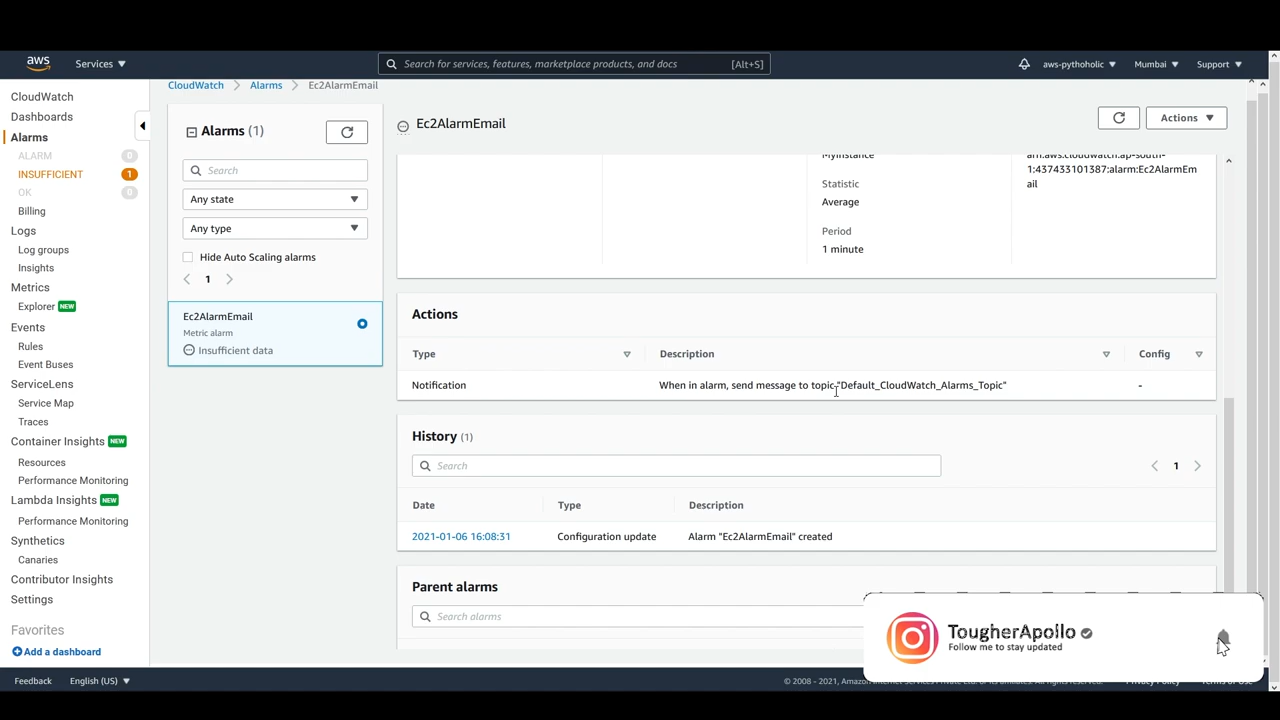 aws
Services
Search for services, features, marketplace products, and docs
[Alt+S]
aws-pythoholic
Mumbai
Support
CloudWatch
Dashboards
Alarms
ALARM
0
INSUFFICIENT
1
OK
0
Billing
Logs
Log groups
Insights
Metrics
Explorer NEW
Events
Rules
Event Buses
ServiceLens
Service Map
Traces
Container Insights NEW
Resources
Performance Monitoring
Lambda Insights NEW
Performance Monitoring
Synthetics
Canaries
Contributor Insights
Settings
Favorites
Add a dashboard
CloudWatch
Alarms
Ec2AlarmEmail
Alarms (1)
Search
Any state
Any type
Hide Auto Scaling alarms
1
Ec2AlarmEmail
Metric alarm
Insufficient data
Ec2AlarmEmail
Actions
MyInstance
Statistic
Average
Period
1 minute
arn:aws:cloudwatch:ap-south-
1:437433101387:alarm:Ec2AlarmEm
ail
Actions
Type
Description
Config
Notification
When in alarm, send message to topic "Default_CloudWatch_Alarms_Topic"
-
History (1)
Search
1
Date
Type
Description
2021-01-06 16:08:31
Configuration update
Alarm "Ec2AlarmEmail" created
Parent alarms
Search alarms
TougherApollo
Follow me to stay updated
Feedback
English (US)
© 2008 - 2021,